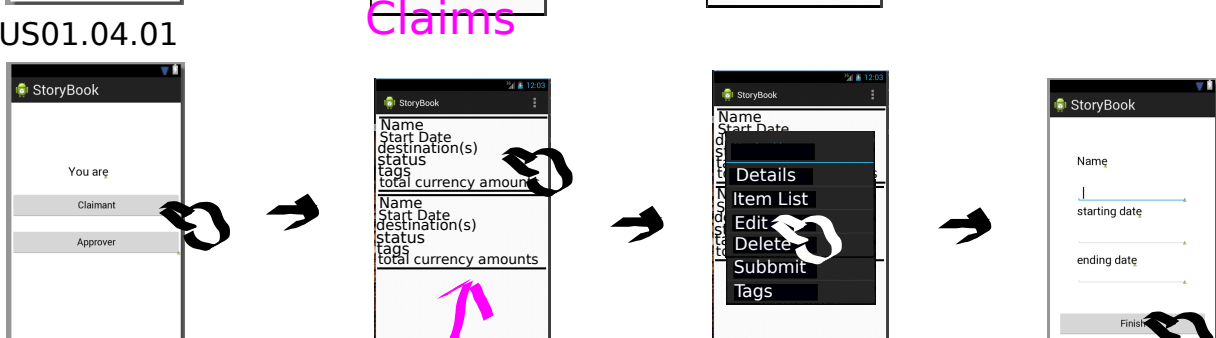 Claims
US01.04.01
StoryBook
You are
Claimant
Approver
12:03
StoryBook
Name
Start Date
destination(s)
status
tags
total currency amounts
Name
Start Date
destination(s)
status
tags
total currency amounts
12:03
StoryBook
Name
Start Date
Details
Item List
Edit
Delete
Subbmit
Tags
StoryBook
Name
starting date
ending date
Finish